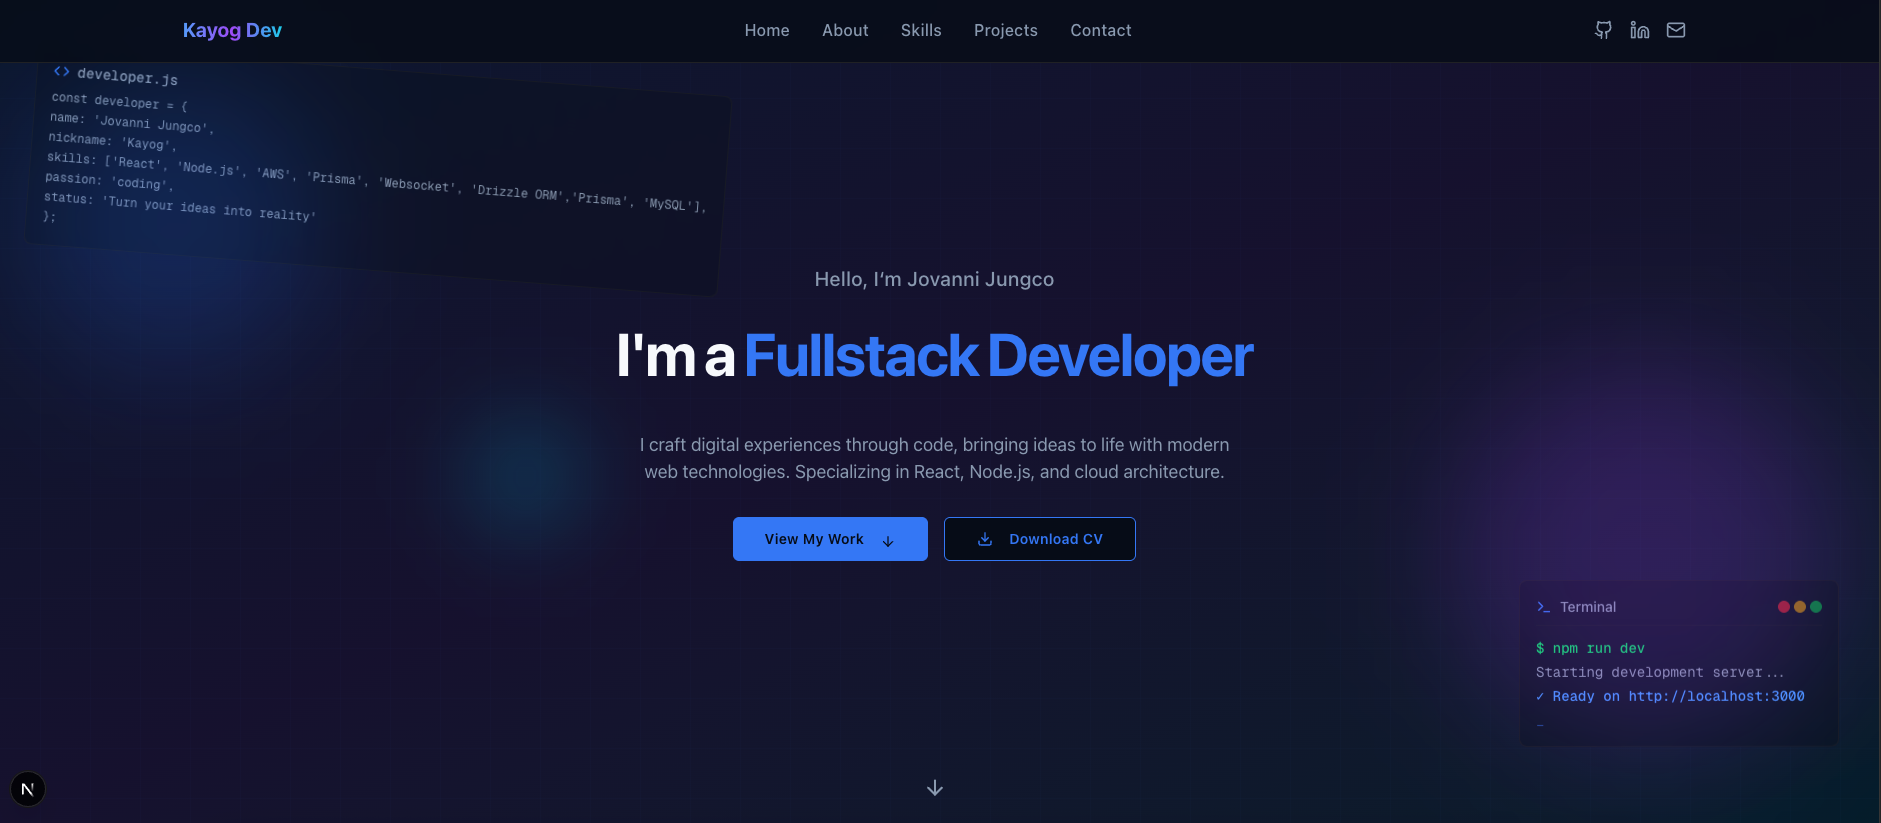 Kayog Dev
Home About Skills Projects Contact
<> developer.js
const developer = {
name: 'Jovanni Jungco',
nickname: 'Kayog',
skills: ['React', 'Node.js', 'AWS', 'Prisma', 'Websocket', 'Drizzle ORM','Prisma', 'MySQL'],
passion: 'coding',
status: 'Turn your ideas into reality'
};
Hello, I'm Jovanni Jungco
I'm a Fullstack Developer
I craft digital experiences through code, bringing ideas to life with modern
web technologies. Specializing in React, Node.js, and cloud architecture.
View My Work ↓
Download CV
>_ Terminal
$ npm run dev
Starting development server...
✓ Ready on http://localhost:3000
_
N